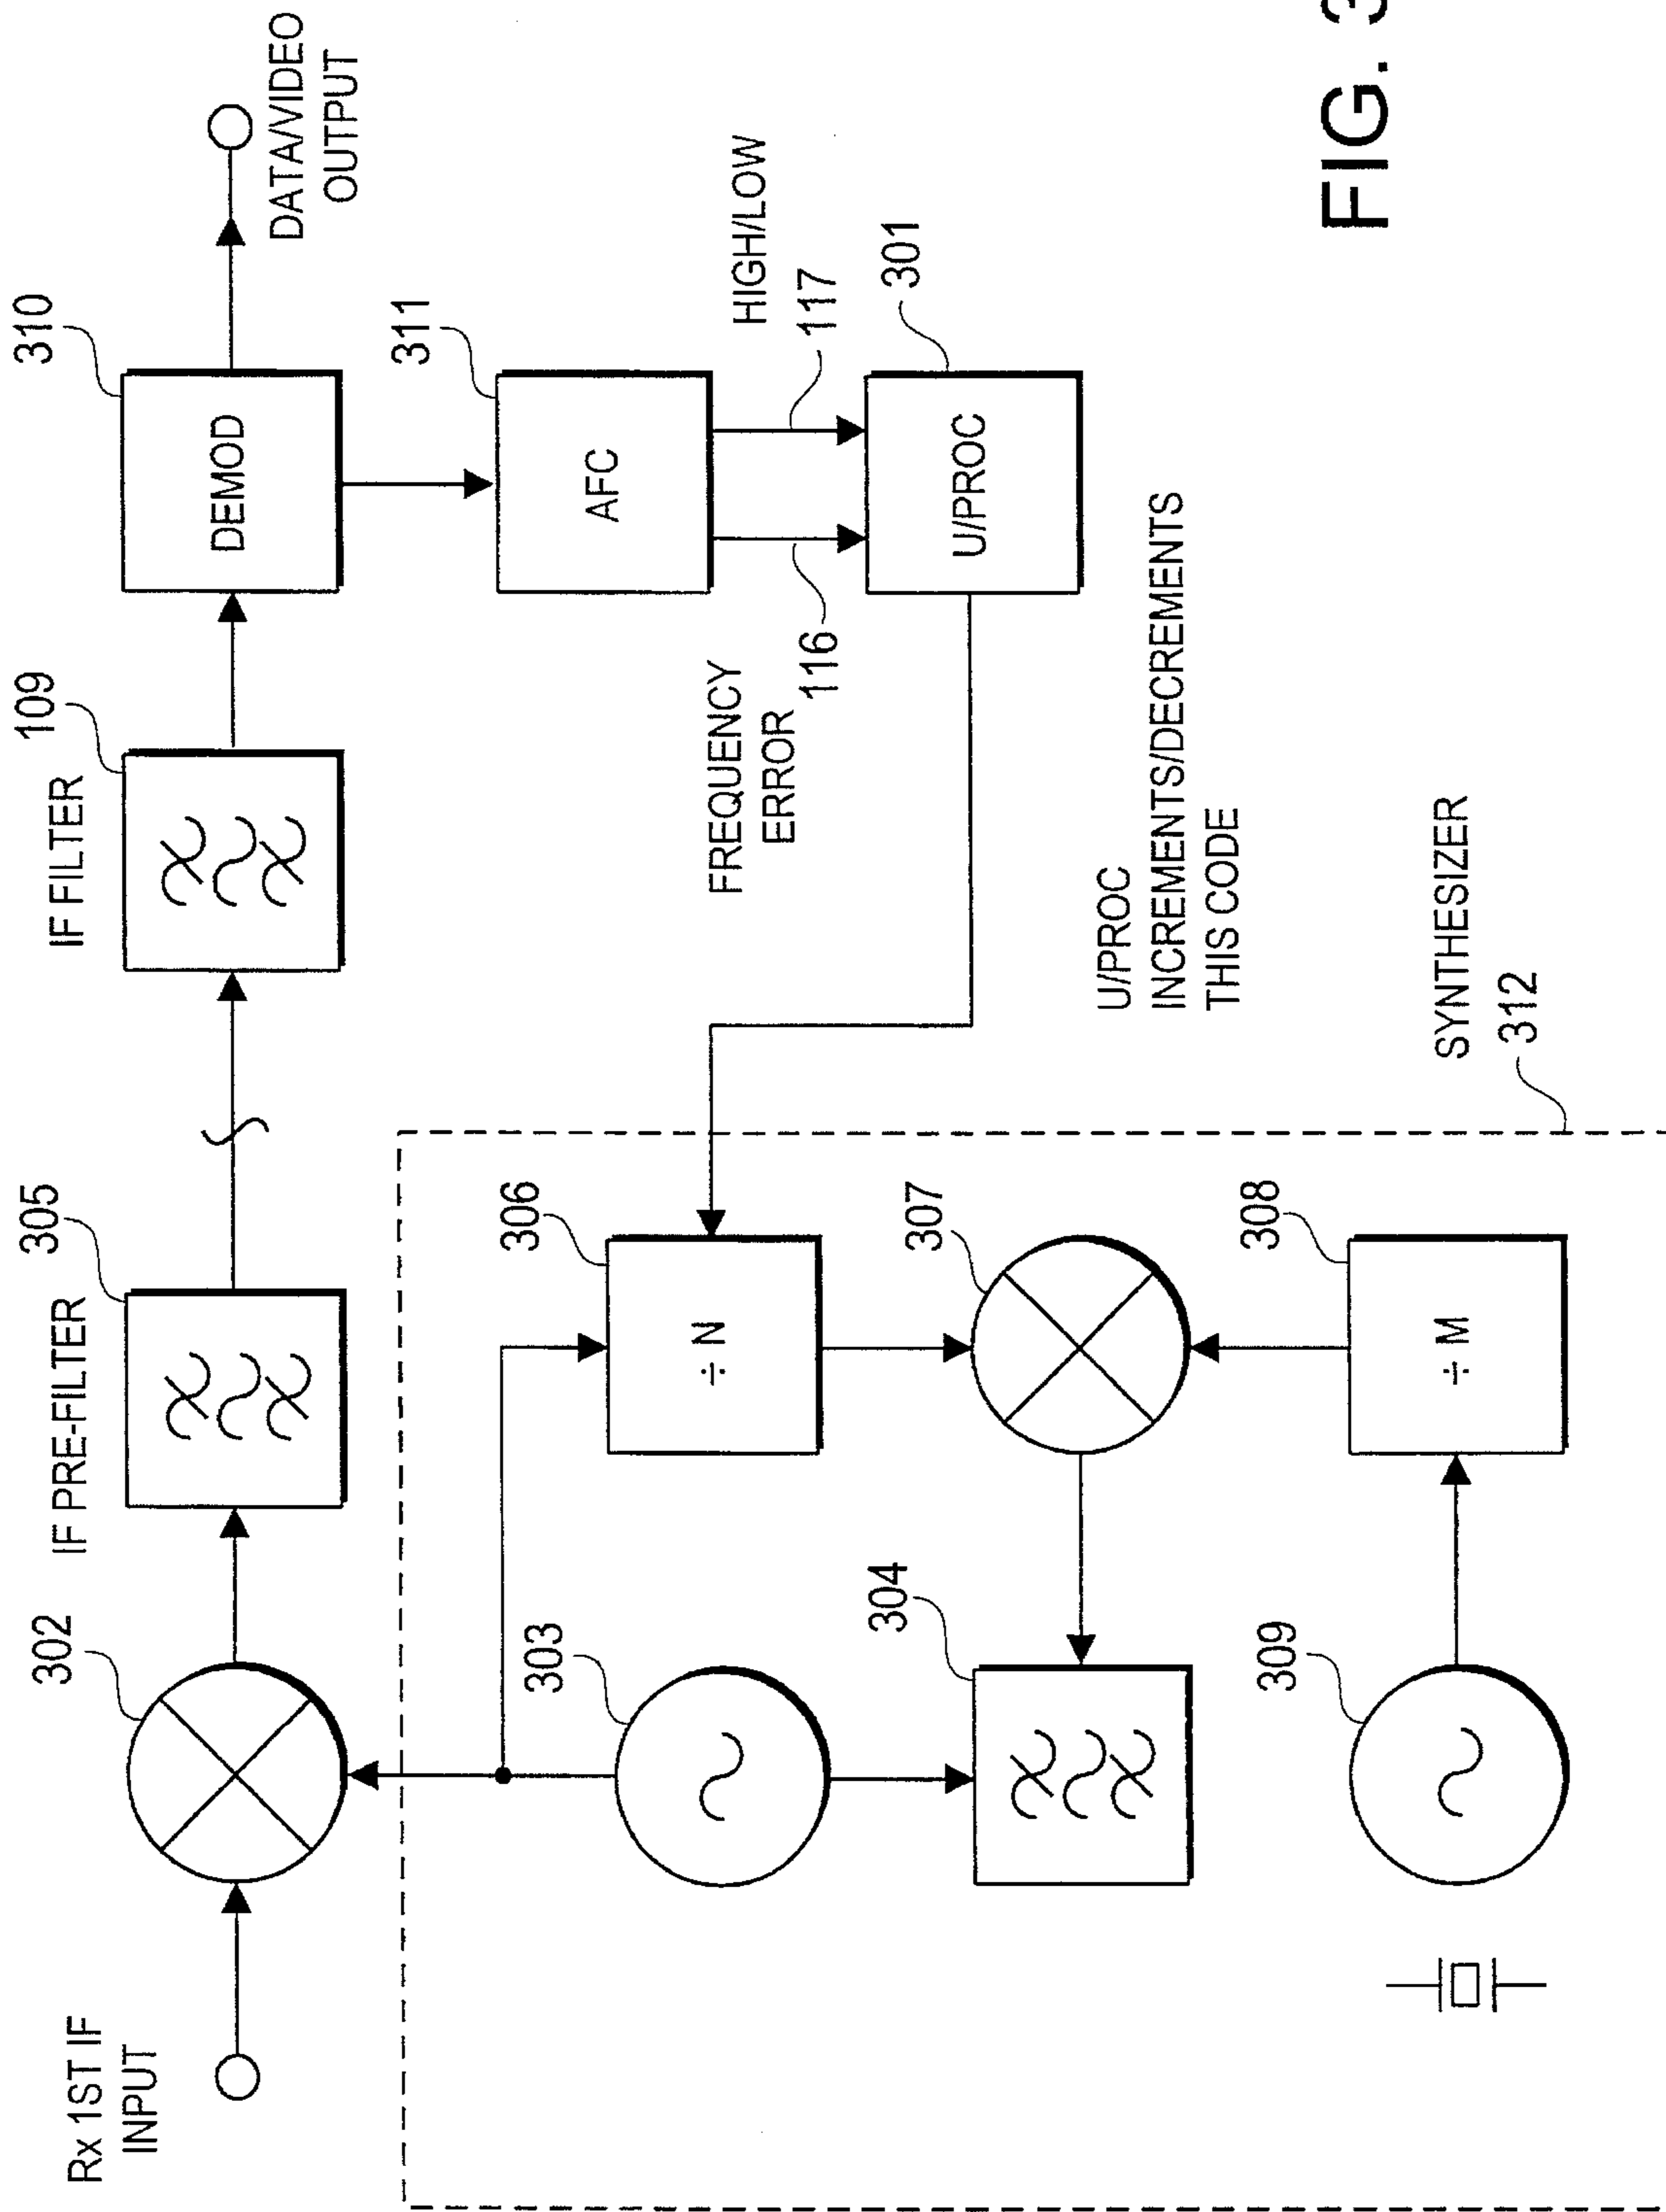 Rx 1ST IF
INPUT
302
IF PRE-FILTER
305
IF FILTER
109
310
DEMOD
DATA/VIDEO
OUTPUT
311
AFC
FREQUENCY
ERROR
116
HIGH/LOW
117
301
U/PROC
U/PROC
INCREMENTS/DECREMENTS
THIS CODE
303
306
÷ N
304
307
309
308
÷ M
SYNTHESIZER
312
FIG. 3